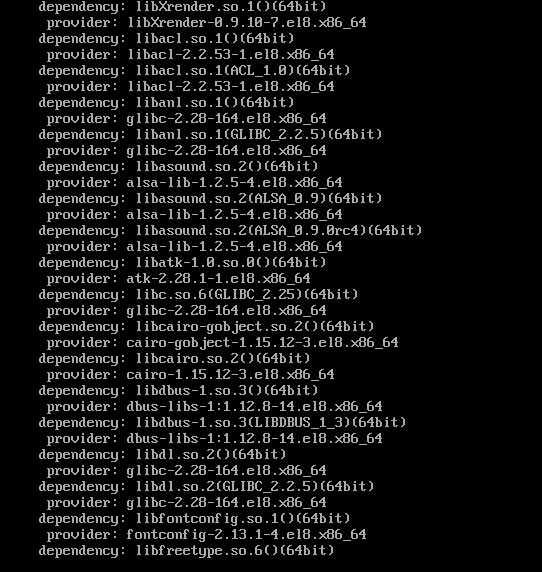 dependency: libXrender.so.1()(64bit)
provider: libXrender-0.9.10-7.el8.x86_64
dependency: libacl.so.1()(64bit)
provider: libacl-2.2.53-1.el8.x86_64
dependency: libacl.so.1(ACL_1.0)(64bit)
provider: libacl-2.2.53-1.el8.x86_64
dependency: libanl.so.1()(64bit)
provider: glibc-2.28-164.el8.x86_64
dependency: libanl.so.1(GLIBC_2.2.5)(64bit)
provider: glibc-2.28-164.el8.x86_64
dependency: libasound.so.2()(64bit)
provider: alsa-lib-1.2.5-4.el8.x86_64
dependency: libasound.so.2(ALSA_0.9)(64bit)
provider: alsa-lib-1.2.5-4.el8.x86_64
dependency: libasound.so.2(ALSA_0.9.0rc4)(64bit)
provider: alsa-lib-1.2.5-4.el8.x86_64
dependency: libatk-1.0.so.0()(64bit)
provider: atk-2.28.1-1.el8.x86_64
dependency: libc.so.6(GLIBC_2.25)(64bit)
provider: glibc-2.28-164.el8.x86_64
dependency: libcairo-gobject.so.2()(64bit)
provider: cairo-gobject-1.15.12-3.el8.x86_64
dependency: libcairo.so.2()(64bit)
provider: cairo-1.15.12-3.el8.x86_64
dependency: libdbus-1.so.3()(64bit)
provider: dbus-libs-1:1.12.8-14.el8.x86_64
dependency: libdbus-1.so.3(LIBDBUS_1_3)(64bit)
provider: dbus-libs-1:1.12.8-14.el8.x86_64
dependency: libdl.so.2()(64bit)
provider: glibc-2.28-164.el8.x86_64
dependency: libdl.so.2(GLIBC_2.2.5)(64bit)
provider: glibc-2.28-164.el8.x86_64
dependency: libfontconfig.so.1()(64bit)
provider: fontconfig-2.13.1-4.el8.x86_64
dependency: libfreetype.so.6()(64bit)